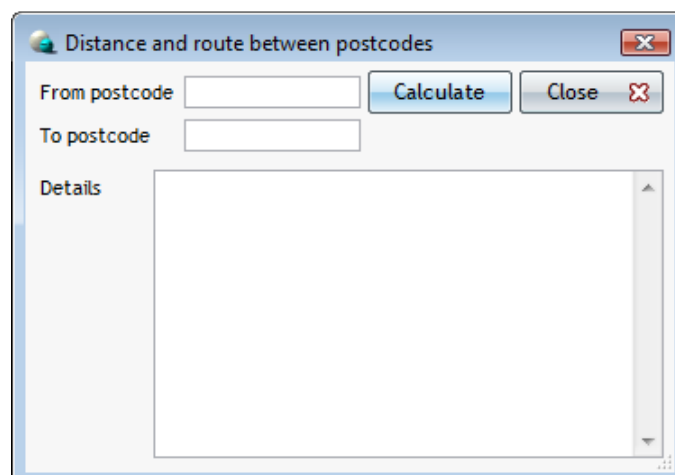 Distance and route between postcodes
From postcode Calculate Close
To postcode
Details